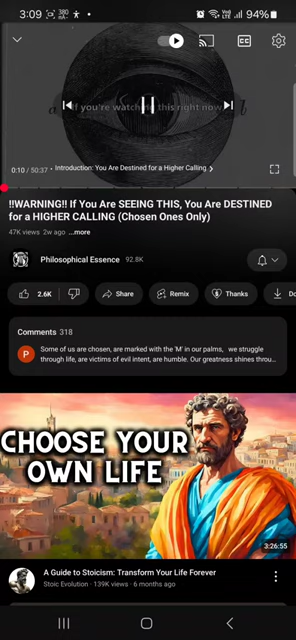 3:09
94%
If you're watching this right now
0:10 / 50:37 • Introduction: You Are Destined for a Higher Calling
!!WARNING!! If You Are SEEING THIS, You Are DESTINED
for a HIGHER CALLING (Chosen Ones Only)
47K views 2w ago ...more
Philosophical Essence 92.8K
2.6K Share Remix Thanks Do
Comments 318
P Some of us are chosen, are marked with the 'M' in our palms, we struggle
through life, are victims of evil intent, are humble. Our greatness shines throu...
CHOOSE YOUR
OWN LIFE
3:26:55
A Guide to Stoicism: Transform Your Life Forever
Stoic Evolution · 139K views · 6 months ago